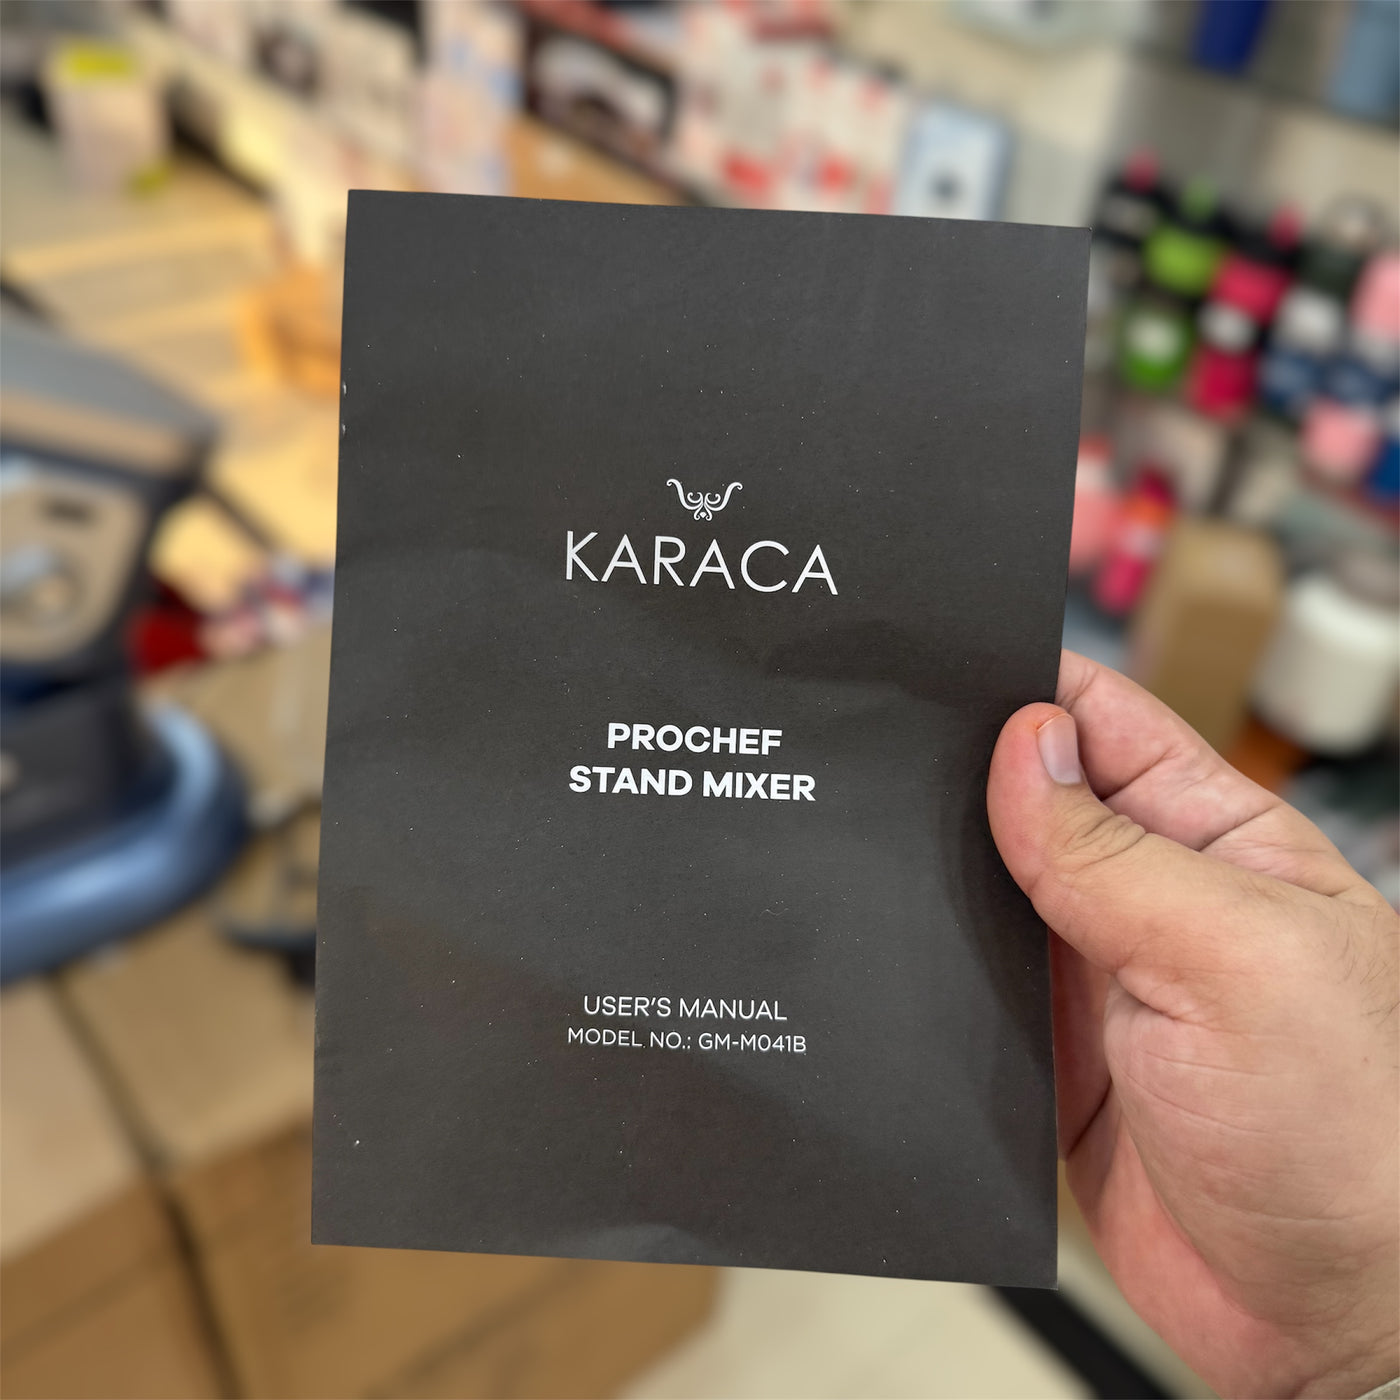 KARACA
PROCHEF
STAND MIXER
USER'S MANUAL
MODEL NO.: GM-M041B